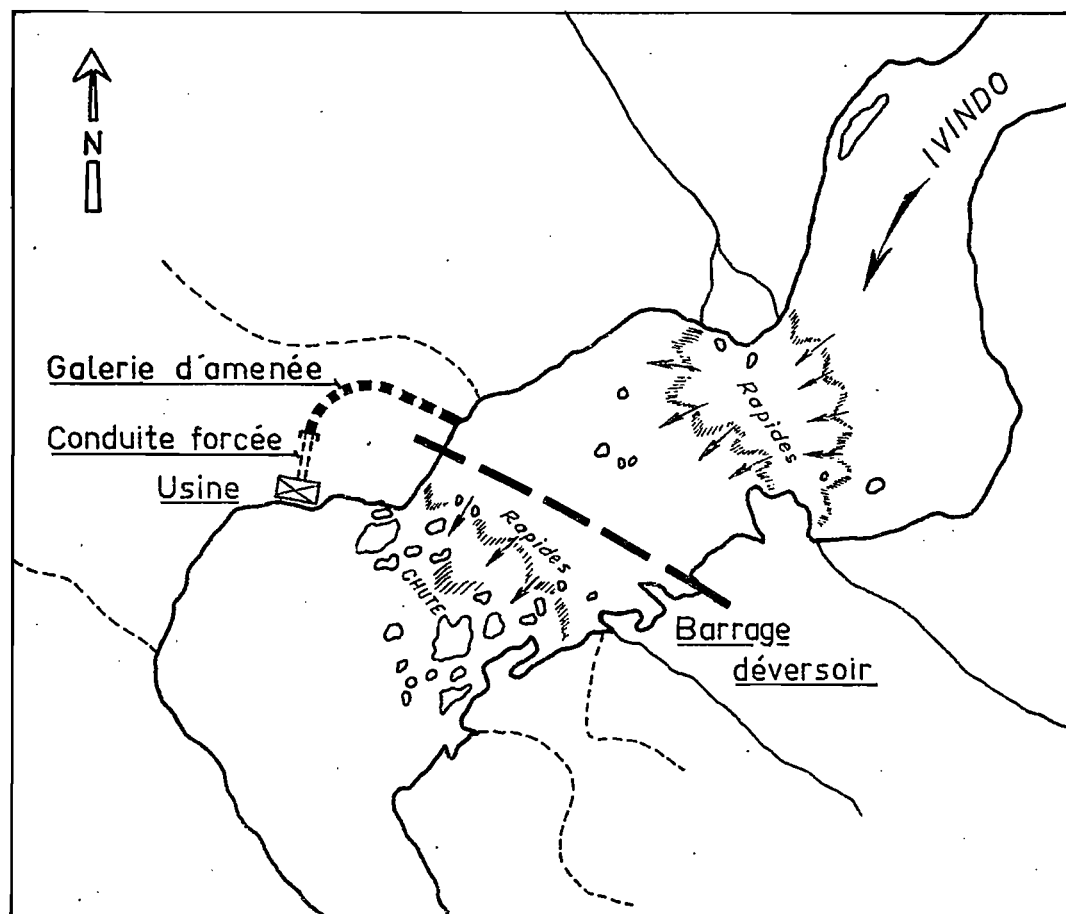 N
IVINDO
Rapides
Galerie d'amenée
Conduite forcée
Usine
Rapides
CHUTE
Barrage
déversoir